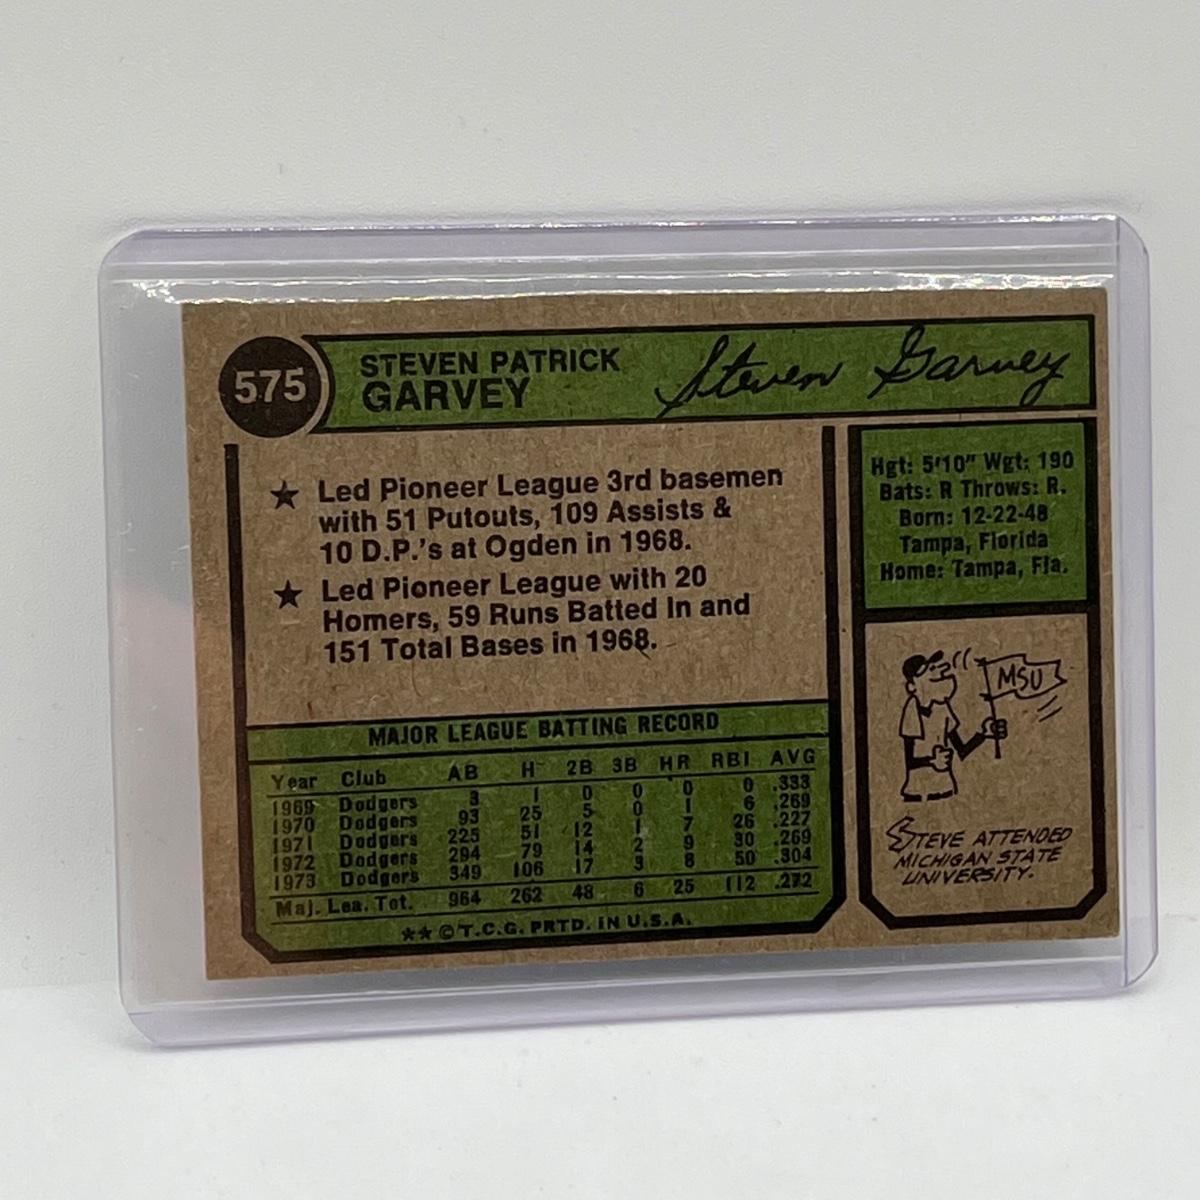 575
STEVEN PATRICK
GARVEY
Steven Garvey
★ Led Pioneer League 3rd basemen
with 51 Putouts, 109 Assists &
10 D.P.'s at Ogden in 1968.
★ Led Pioneer League with 20
Homers, 59 Runs Batted In and
151 Total Bases in 1968.
Hgt: 5'10" Wgt: 190
Bats: R Throws: R.
Born: 12-22-48
Tampa, Florida
Home: Tampa, Fla.
MSU
STEVE ATTENDED
MICHIGAN STATE
UNIVERSITY.
MAJOR LEAGUE BATTING RECORD
Year Club AB H 2B 3B HR RBI AVG
1969 Dodgers 3 1 0 0 0 0 .333
1970 Dodgers 93 25 5 0 1 6 .269
1971 Dodgers 225 51 12 1 7 26 .227
1972 Dodgers 294 79 14 2 9 30 .269
1973 Dodgers 349 106 17 3 8 50 .304
Maj. Lea. Tot. 964 262 48 6 25 112 .272
★★ © T.C.G. PRTD. IN U.S.A.